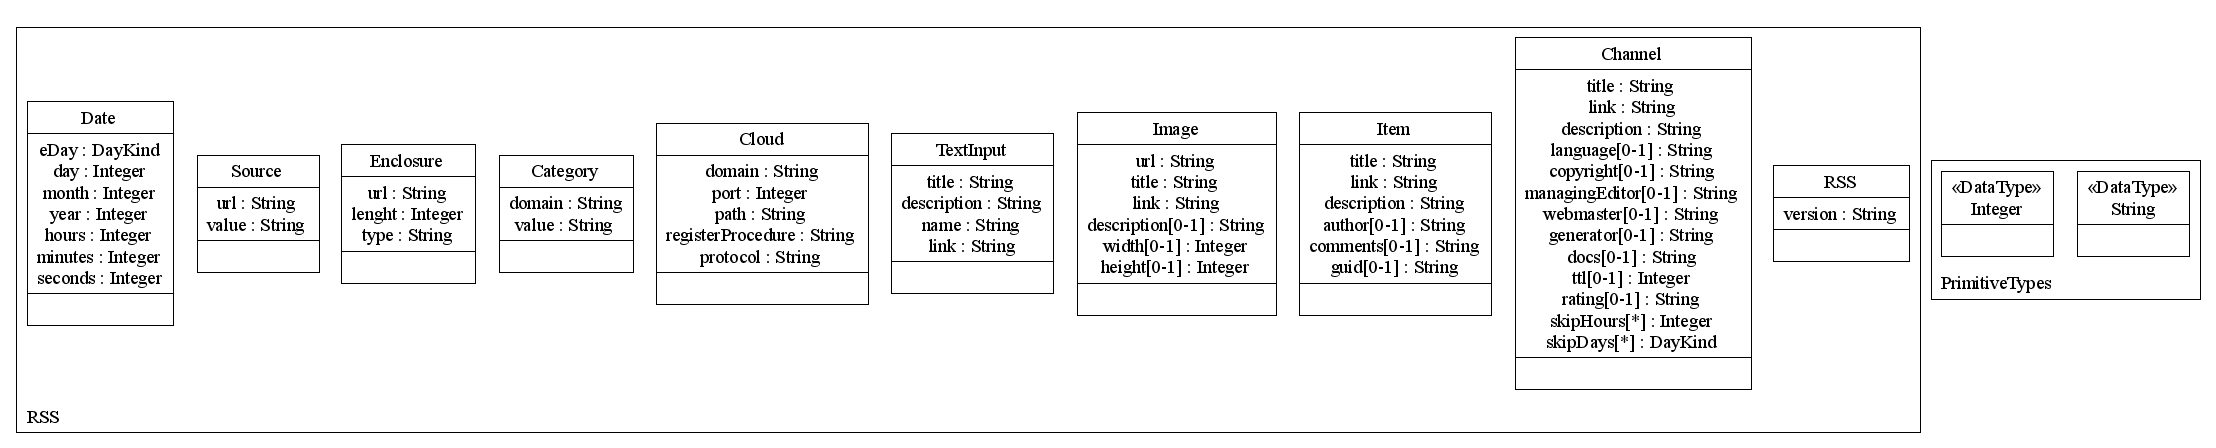 Date
eDay : DayKind
day : Integer
month : Integer
year : Integer
hours : Integer
minutes : Integer
seconds : Integer
Source
url : String
value : String
Enclosure
url : String
lenght : Integer
type : String
Category
domain : String
value : String
Cloud
domain : String
port : Integer
path : String
registerProcedure : String
protocol : String
TextInput
title : String
description : String
name : String
link : String
Image
url : String
title : String
link : String
description[0-1] : String
width[0-1] : Integer
height[0-1] : Integer
Item
title : String
link : String
description : String
author[0-1] : String
comments[0-1] : String
guid[0-1] : String
Channel
title : String
link : String
description : String
language[0-1] : String
copyright[0-1] : String
managingEditor[0-1] : String
webmaster[0-1] : String
generator[0-1] : String
docs[0-1] : String
ttl[0-1] : Integer
rating[0-1] : String
skipHours[*] : Integer
skipDays[*] : DayKind
RSS
version : String
RSS
«DataType»
Integer
«DataType»
String
PrimitiveTypes